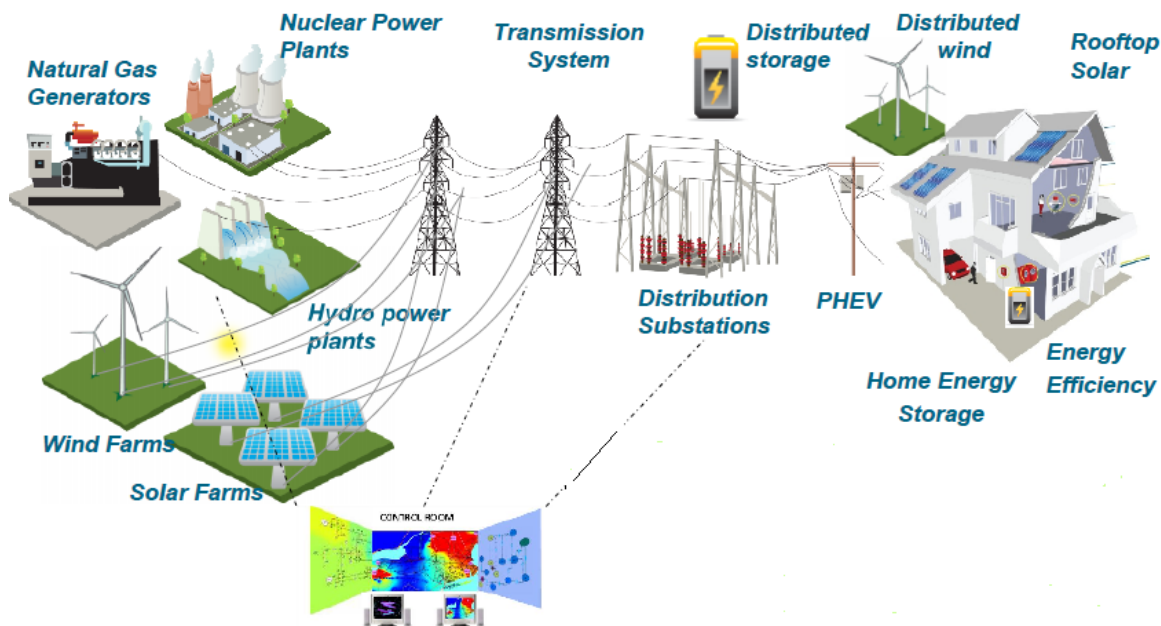 Nuclear Power
Plants
Transmission
System
Distributed
storage
Distributed
wind
Rooftop
Solar
Natural Gas
Generators
Hydro power
plants
Distribution
Substations
PHEV
Energy
Efficiency
Home Energy
Storage
Wind Farms
Solar Farms
CONTROL ROOM